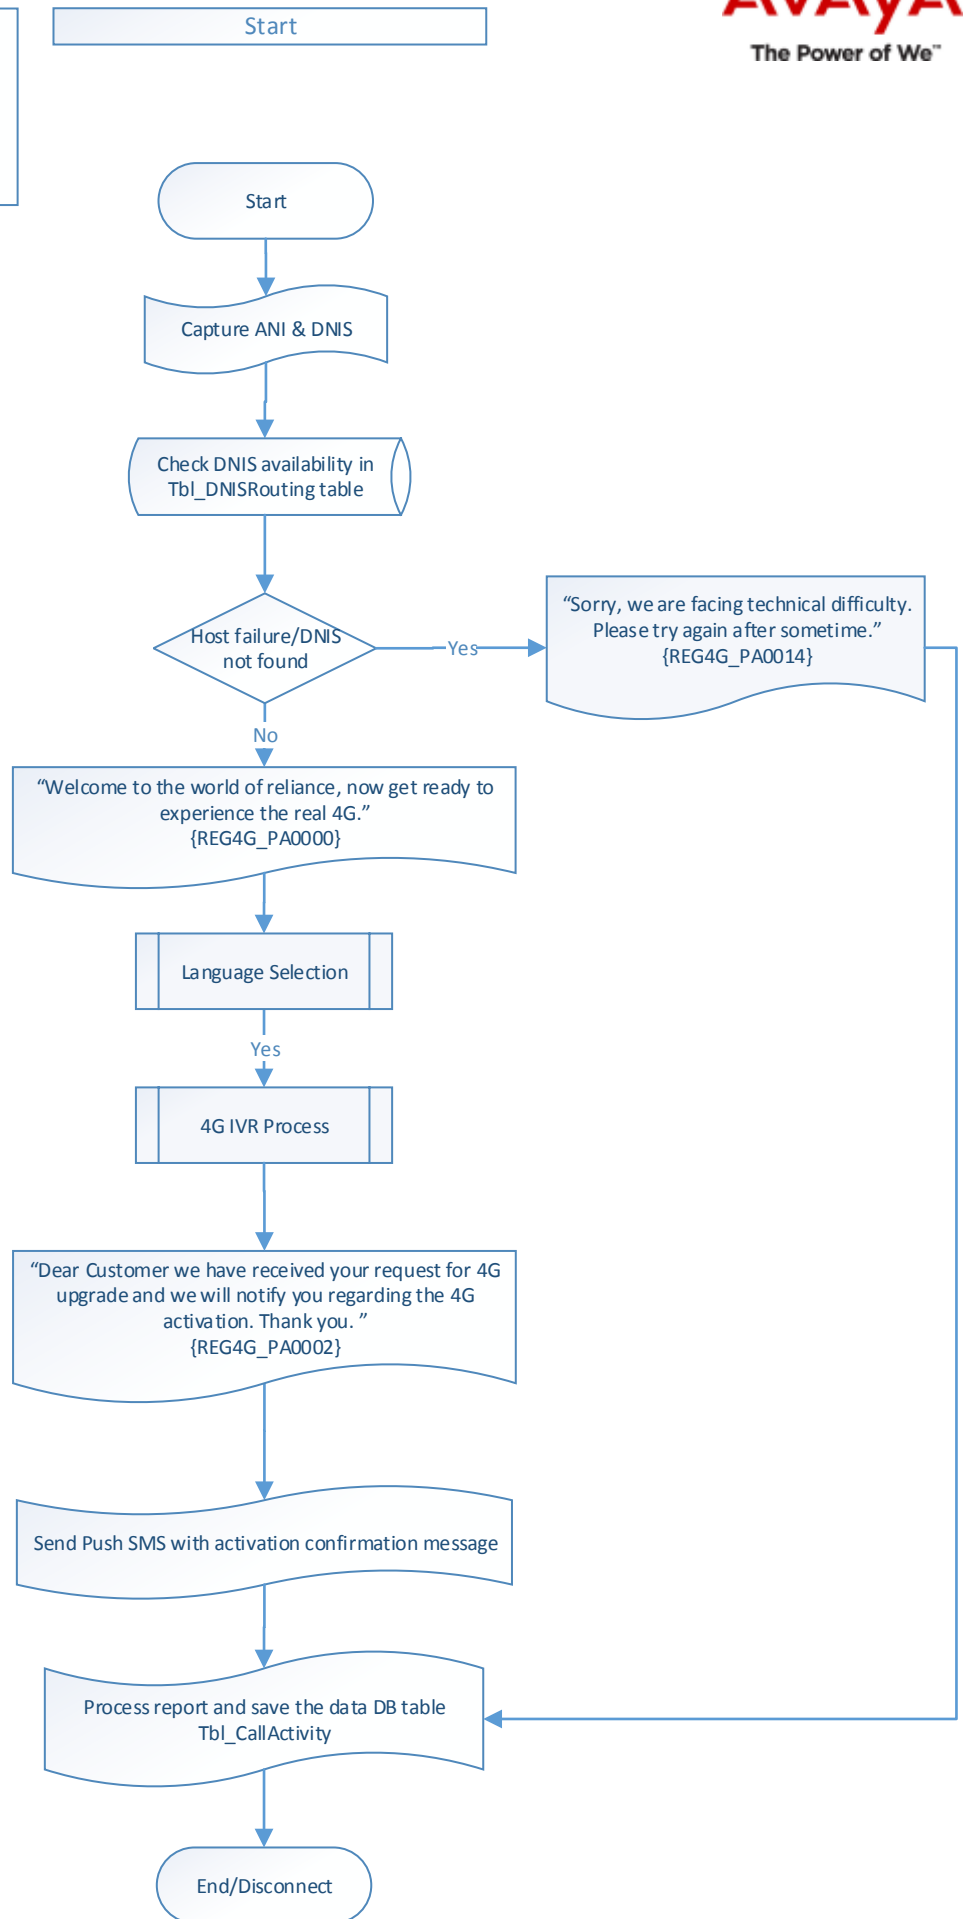 Start
AVAyA
The Power of We™
Start
Capture ANI & DNIS
Check DNIS availability in
Tbl_DNISRouting table
Host failure/DNIS
not found
Yes
“Sorry, we are facing technical difficulty.
Please try again after sometime.”
{REG4G_PA0014}
No
“Welcome to the world of reliance, now get ready to
experience the real 4G.”
{REG4G_PA0000}
Language Selection
Yes
4G IVR Process
“Dear Customer we have received your request for 4G
upgrade and we will notify you regarding the 4G
activation. Thank you. ”
{REG4G_PA0002}
Send Push SMS with activation confirmation message
Process report and save the data DB table
Tbl_CallActivity
End/Disconnect